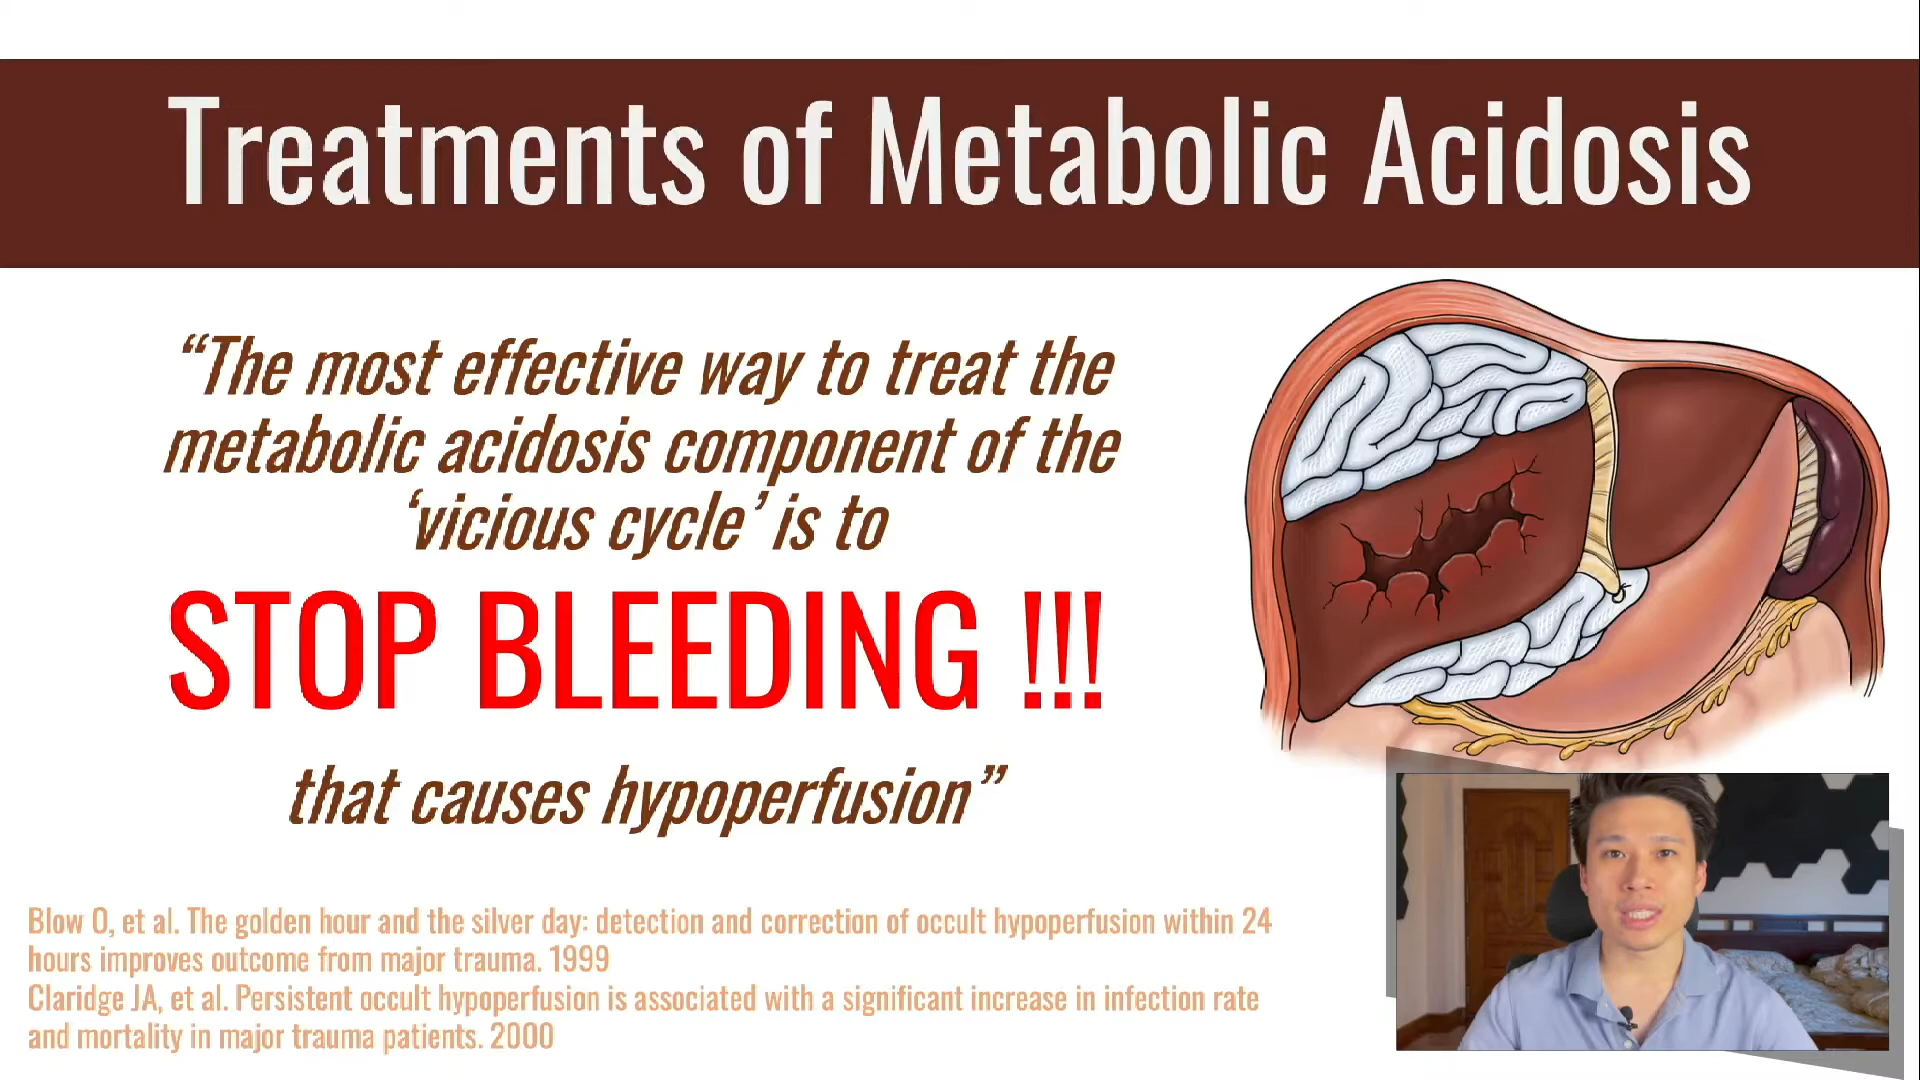 Treatments of Metabolic Acidosis
“The most effective way to treat the
metabolic acidosis component of the
‘vicious cycle’ is to
STOP BLEEDING !!!
that causes hypoperfusion”
Blow O, et al. The golden hour and the silver day: detection and correction of occult hypoperfusion within 24
hours improves outcome from major trauma. 1999
Claridge JA, et al. Persistent occult hypoperfusion is associated with a significant increase in infection rate
and mortality in major trauma patients. 2000